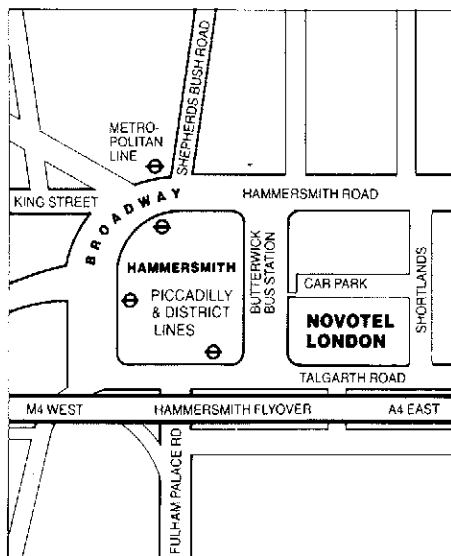 SHEPHERDS BUSH ROAD
METRO-
POLITAN
LINE
KING STREET
BROADWAY
HAMMERSMITH ROAD
HAMMERSMITH
PICCADILLY
& DISTRICT
LINES
BUTTERWICK
BUS STATION
CAR PARK
NOVOTEL
LONDON
SHORTLANDS
TALGARTH ROAD
M4 WEST
HAMMERSMITH FLYOVER
A4 EAST
FULHAM PALACE RD